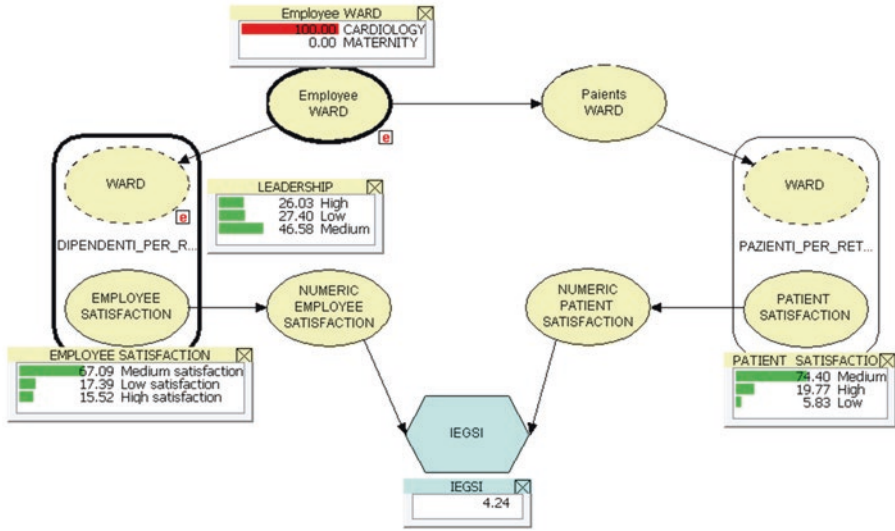 Employee WARD
100.00 CARDIOLOGY
0.00 MATERNITY
Employee
WARD
e
Paients
WARD
WARD
e
DIPENDENTI_PER_R...
LEADERSHIP
26.03 High
27.40 Low
46.58 Medium
WARD
PAZIENTI_PER_RET...
EMPLOYEE
SATISFACTION
NUMERIC
EMPLOYEE
SATISFACTION
NUMERIC
PATIENT
SATISFACTION
PATIENT
SATISFACTION
EMPLOYEE SATISFACTION
67.09 Medium satisfaction
17.39 Low satisfaction
15.52 High satisfaction
PATIENT SATISFACTIO
74.40 Medium
19.77 High
5.83 Low
IEGSI
IEGSI
4.24